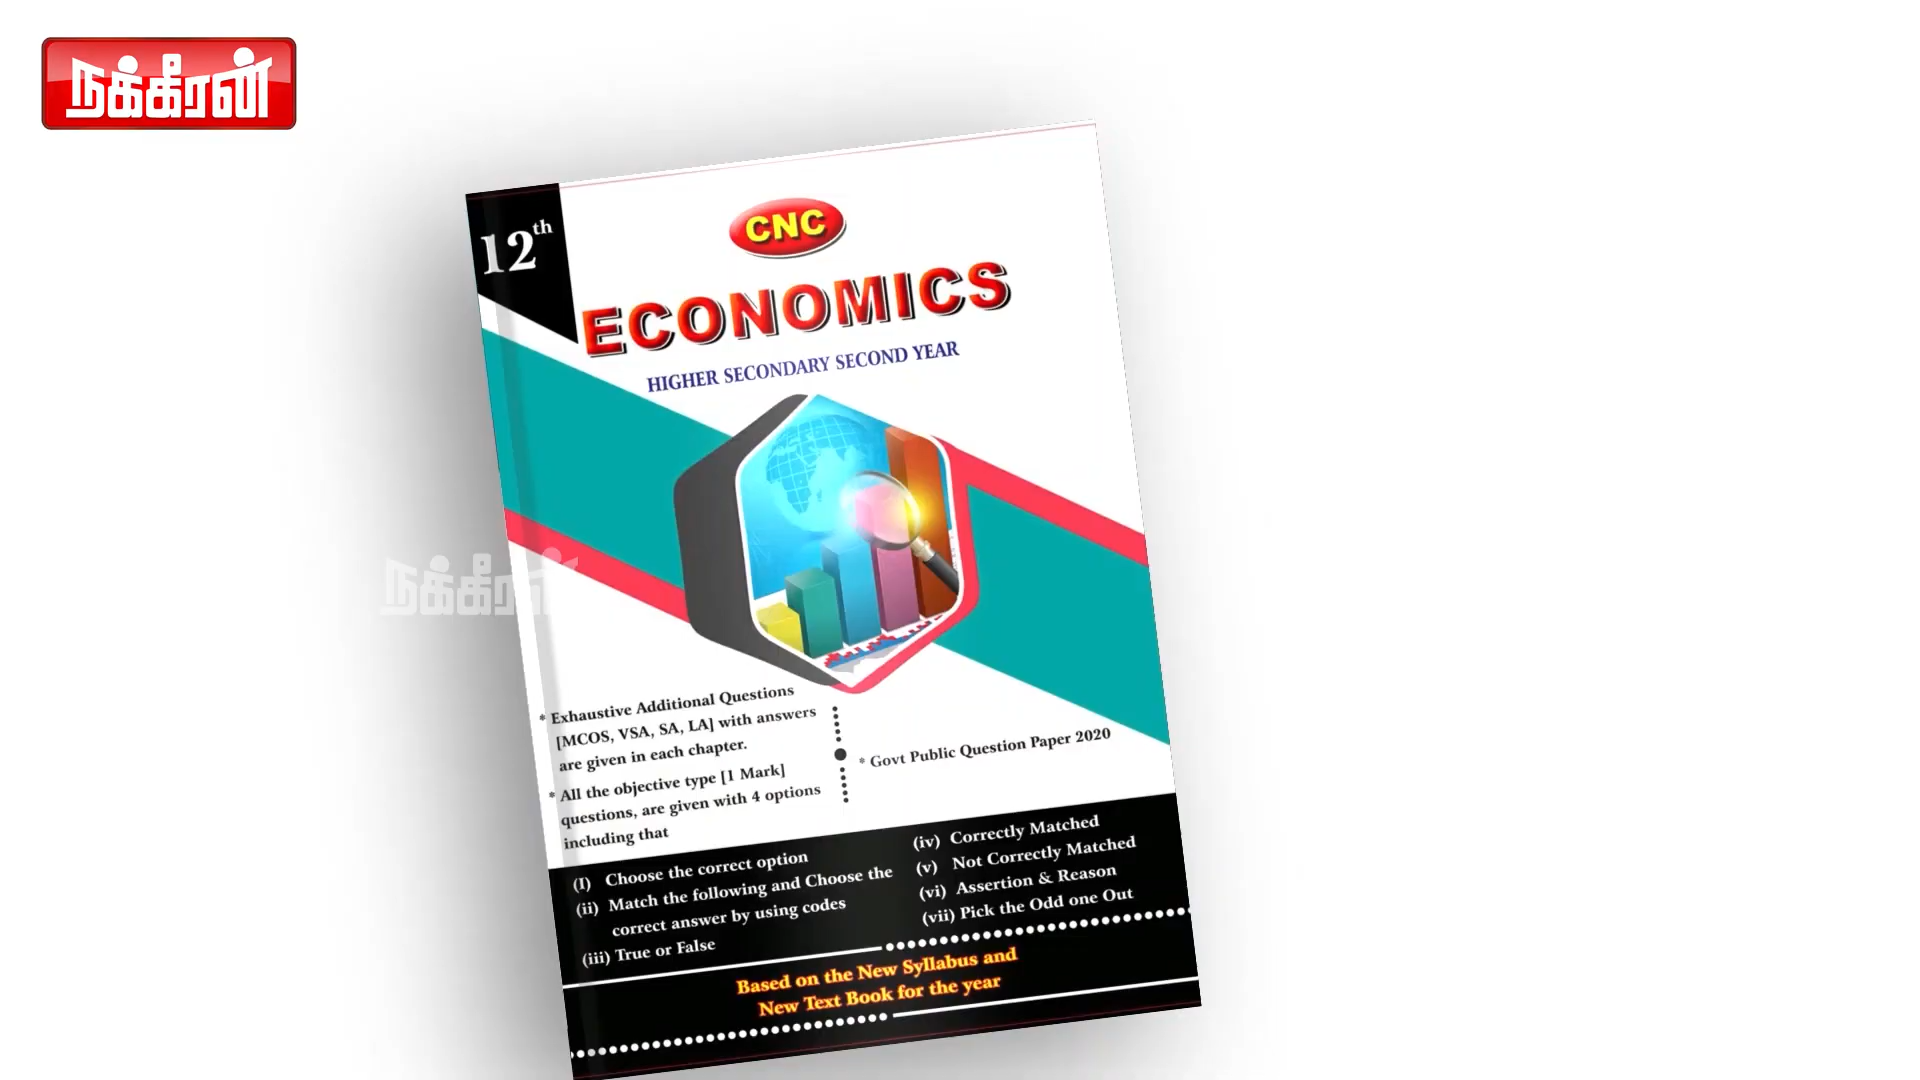 நக்கீரன்
12th
CNC
ECONOMICS
HIGHER SECONDARY SECOND YEAR
நக்கீரன்
* Exhaustive Additional Questions
[MCOS, VSA, SA, LA] with answers
are given in each chapter.
* All the objective type [1 Mark]
questions, are given with 4 options
including that
* Govt Public Question Paper 2020
(I) Choose the correct option
(ii) Match the following and Choose the
correct answer by using codes
(iii) True or False
(iv) Correctly Matched
(v) Not Correctly Matched
(vi) Assertion & Reason
(vii) Pick the Odd one Out
Based on the New Syllabus and
New Text Book for the year